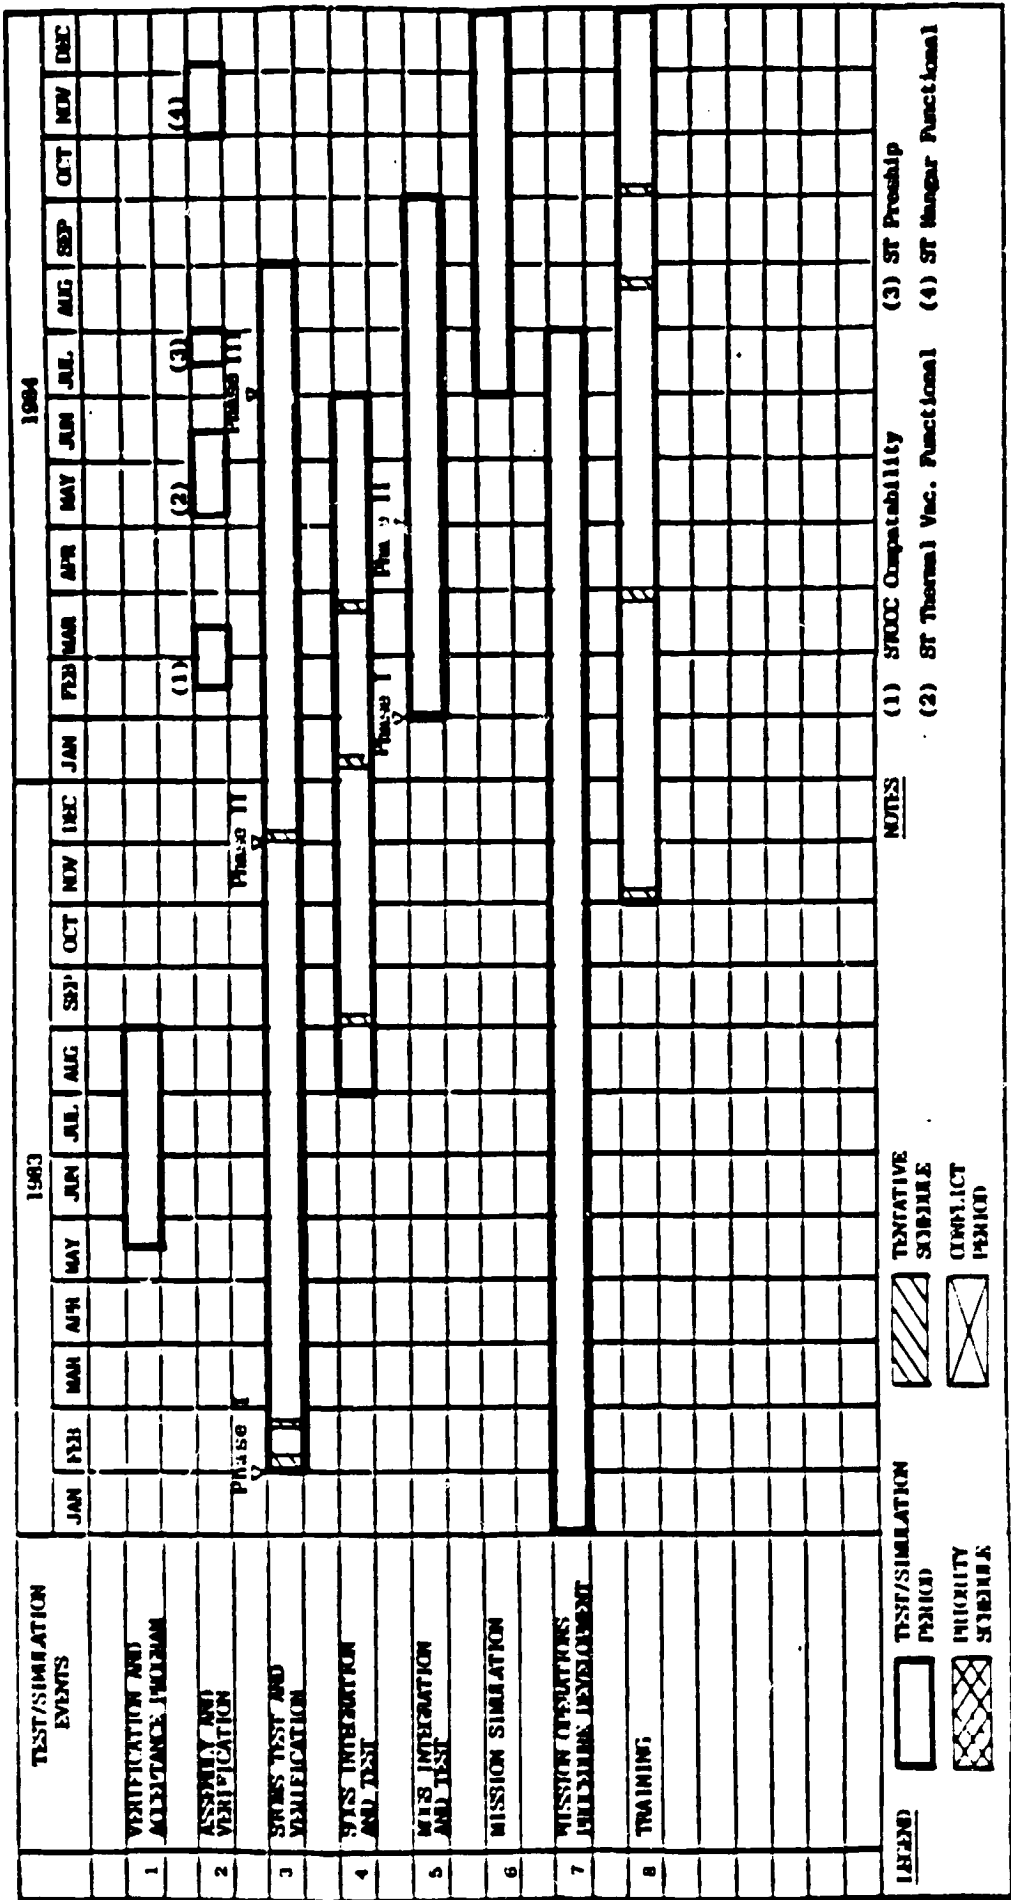 TEST/SIMULATION
EVENTS
1983
1984
JAN FEB MAR APR MAY JUN JUL AUG SEP OCT NOV DEC JAN FEB MAR APR MAY JUN JUL AUG SEP OCT NOV DEC
1 VERIFICATION AND
ACCEPTANCE PROGRAM
2 ASSEMBLY AND
VERIFICATION
(1) (2) (3) (4)
3 TEST AND
VERIFICATION
Phase Phase II Phase III
4 INTEGRATION
AND TEST
5 INTEGRATION
AND TEST
Phase I II
6 MISSION SIMULATION
7 MISSION OPERATIONS
PROCEDURE DEVELOPMENT
8 TRAINING
LEGEND
TEST/SIMULATION
PERIOD
PRIORITY
SCHEDULE
TENTATIVE
SCHEDULE
CONFLICT
PERIOD
NOTES
(1) STOCC Compatability
(2) ST Thermal Vac. Functional
(3) ST Preship
(4) ST Hangar Functional